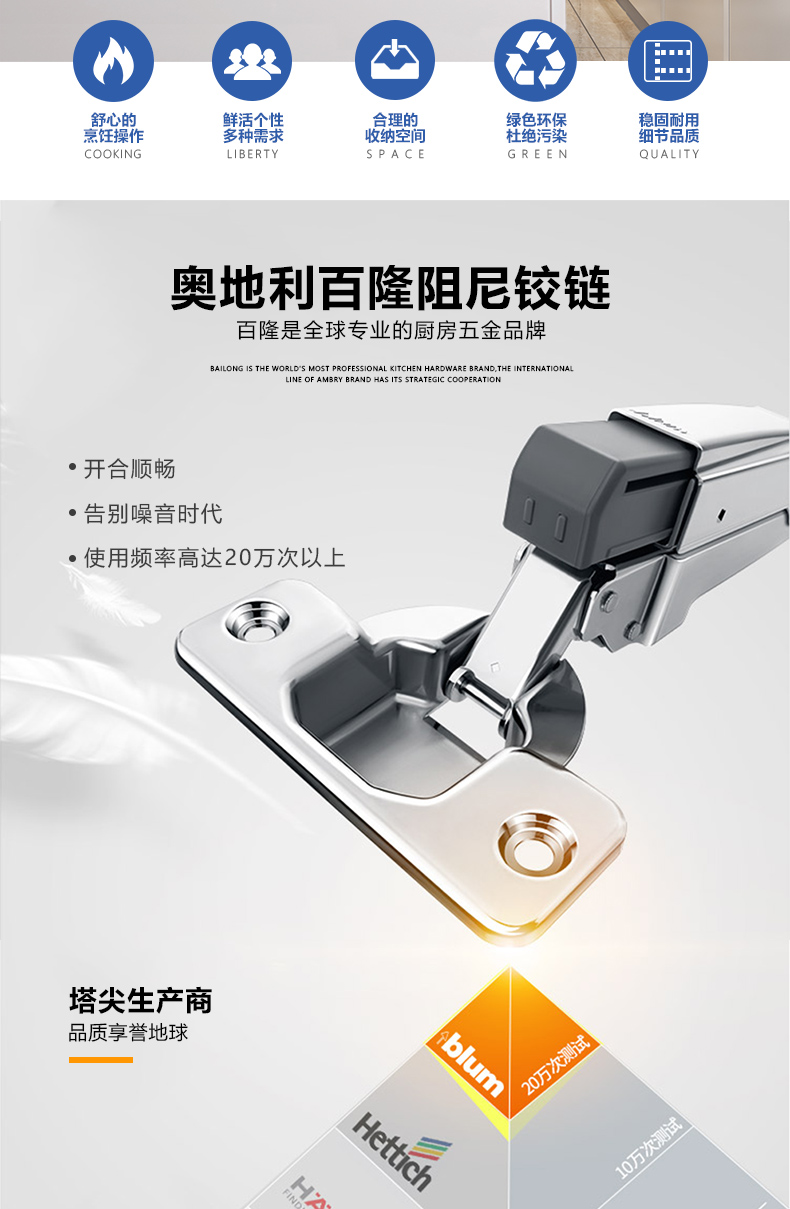 舒心的
烹饪操作
COOKING
鲜活个性
多种需求
LIBERTY
合理的
收纳空间
SPACE
绿色环保
杜绝污染
GREEN
稳固耐用
细节品质
QUALITY
奥地利百隆阻尼铰链
百隆是全球专业的厨房五金品牌
BAILONG IS THE WORLD'S MOST PROFESSIONAL KITCHEN HARDWARE BRAND,THE INTERNATIONAL
LINE OF AMBRY BRAND HAS ITS STRATEGIC COOPERATION
• 开合顺畅
• 告别噪音时代
• 使用频率高达20万次以上
塔尖生产商
品质享誉地球
blum
20万次测试
Hettich
10万次测试